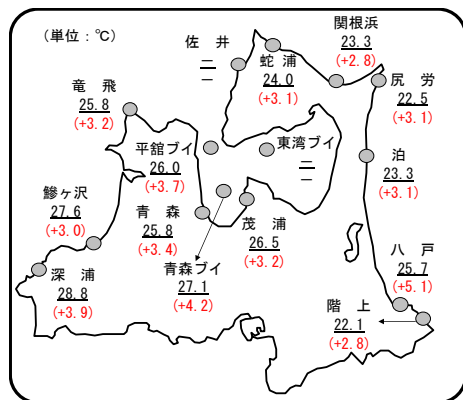 (単位：℃)
佐 井
二
一
蛇 浦
24.0
(+3.1)
関根浜
23.3
(+2.8)
尻 労
22.5
(+3.1)
竜 飛
25.8
(+3.2)
平舘ブイ
26.0
(+3.7)
東湾ブイ
二
一
泊
23.3
(+3.1)
鰺ヶ沢
27.6
(+3.0)
青 森
25.8
(+3.4)
茂 浦
26.5
(+3.2)
青森ブイ
27.1
(+4.2)
深 浦
28.8
(+3.9)
八 戸
25.7
(+5.1)
階 上
22.1
(+2.8)